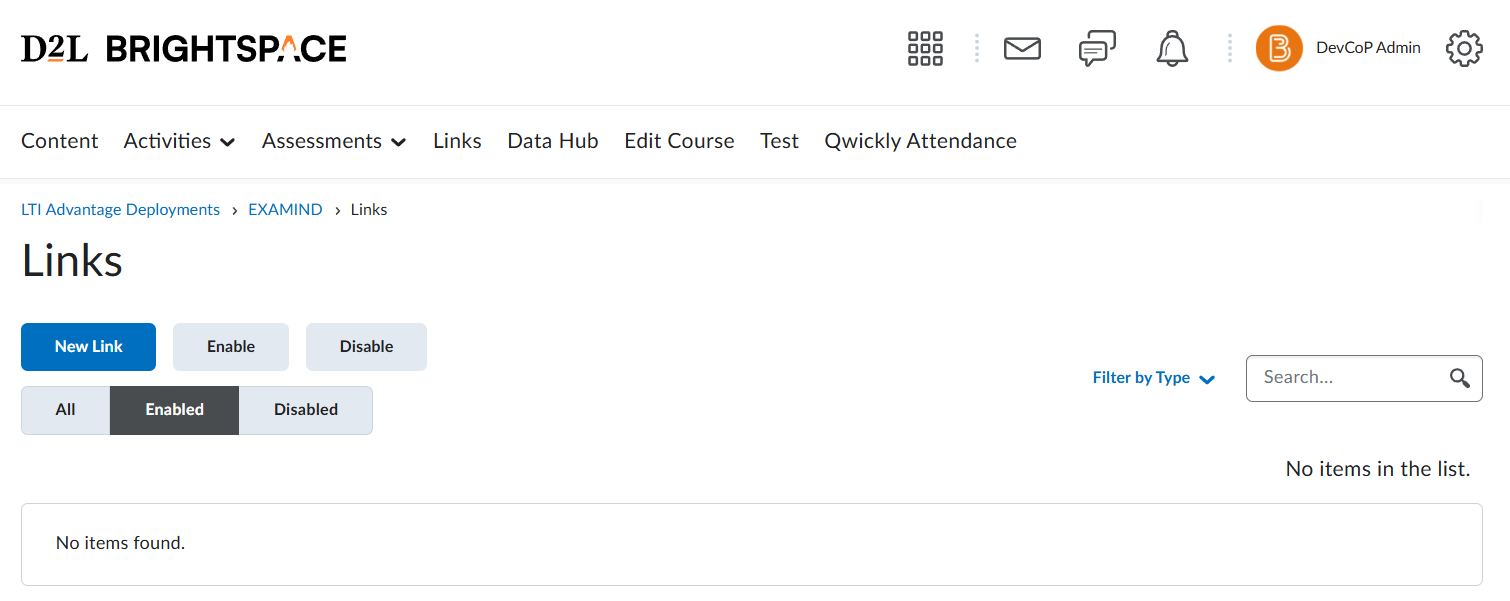 D2L BRIGHTSPACE
DevCoP Admin
Content Activities Assessments Links Data Hub Edit Course Test Qwickly Attendance
LTI Advantage Deployments › EXAMIND › Links
Links
New Link Enable Disable
Filter by Type Search...
All Enabled Disabled
No items in the list.
No items found.